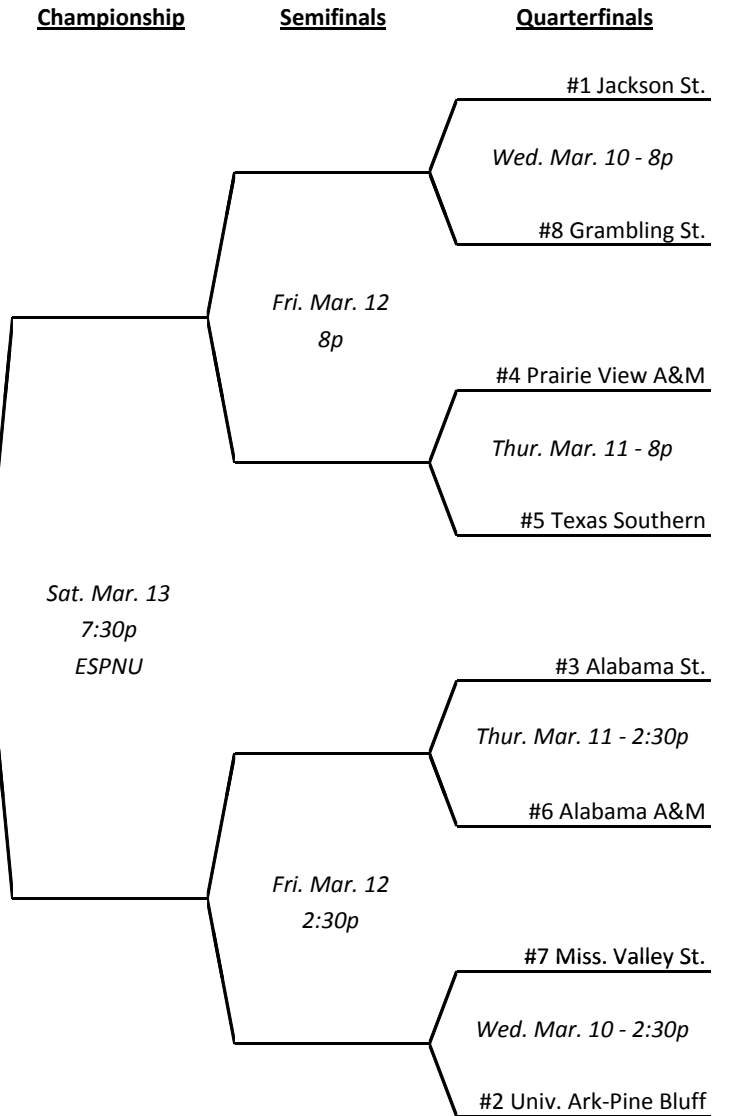 Championship Semifinals Quarterfinals
#1 Jackson St.
Wed. Mar. 10 - 8p
#8 Grambling St.
Fri. Mar. 12
8p
#4 Prairie View A&M
Thur. Mar. 11 - 8p
#5 Texas Southern
Sat. Mar. 13
7:30p
ESPNU
#3 Alabama St.
Thur. Mar. 11 - 2:30p
#6 Alabama A&M
Fri. Mar. 12
2:30p
#7 Miss. Valley St.
Wed. Mar. 10 - 2:30p
#2 Univ. Ark-Pine Bluff